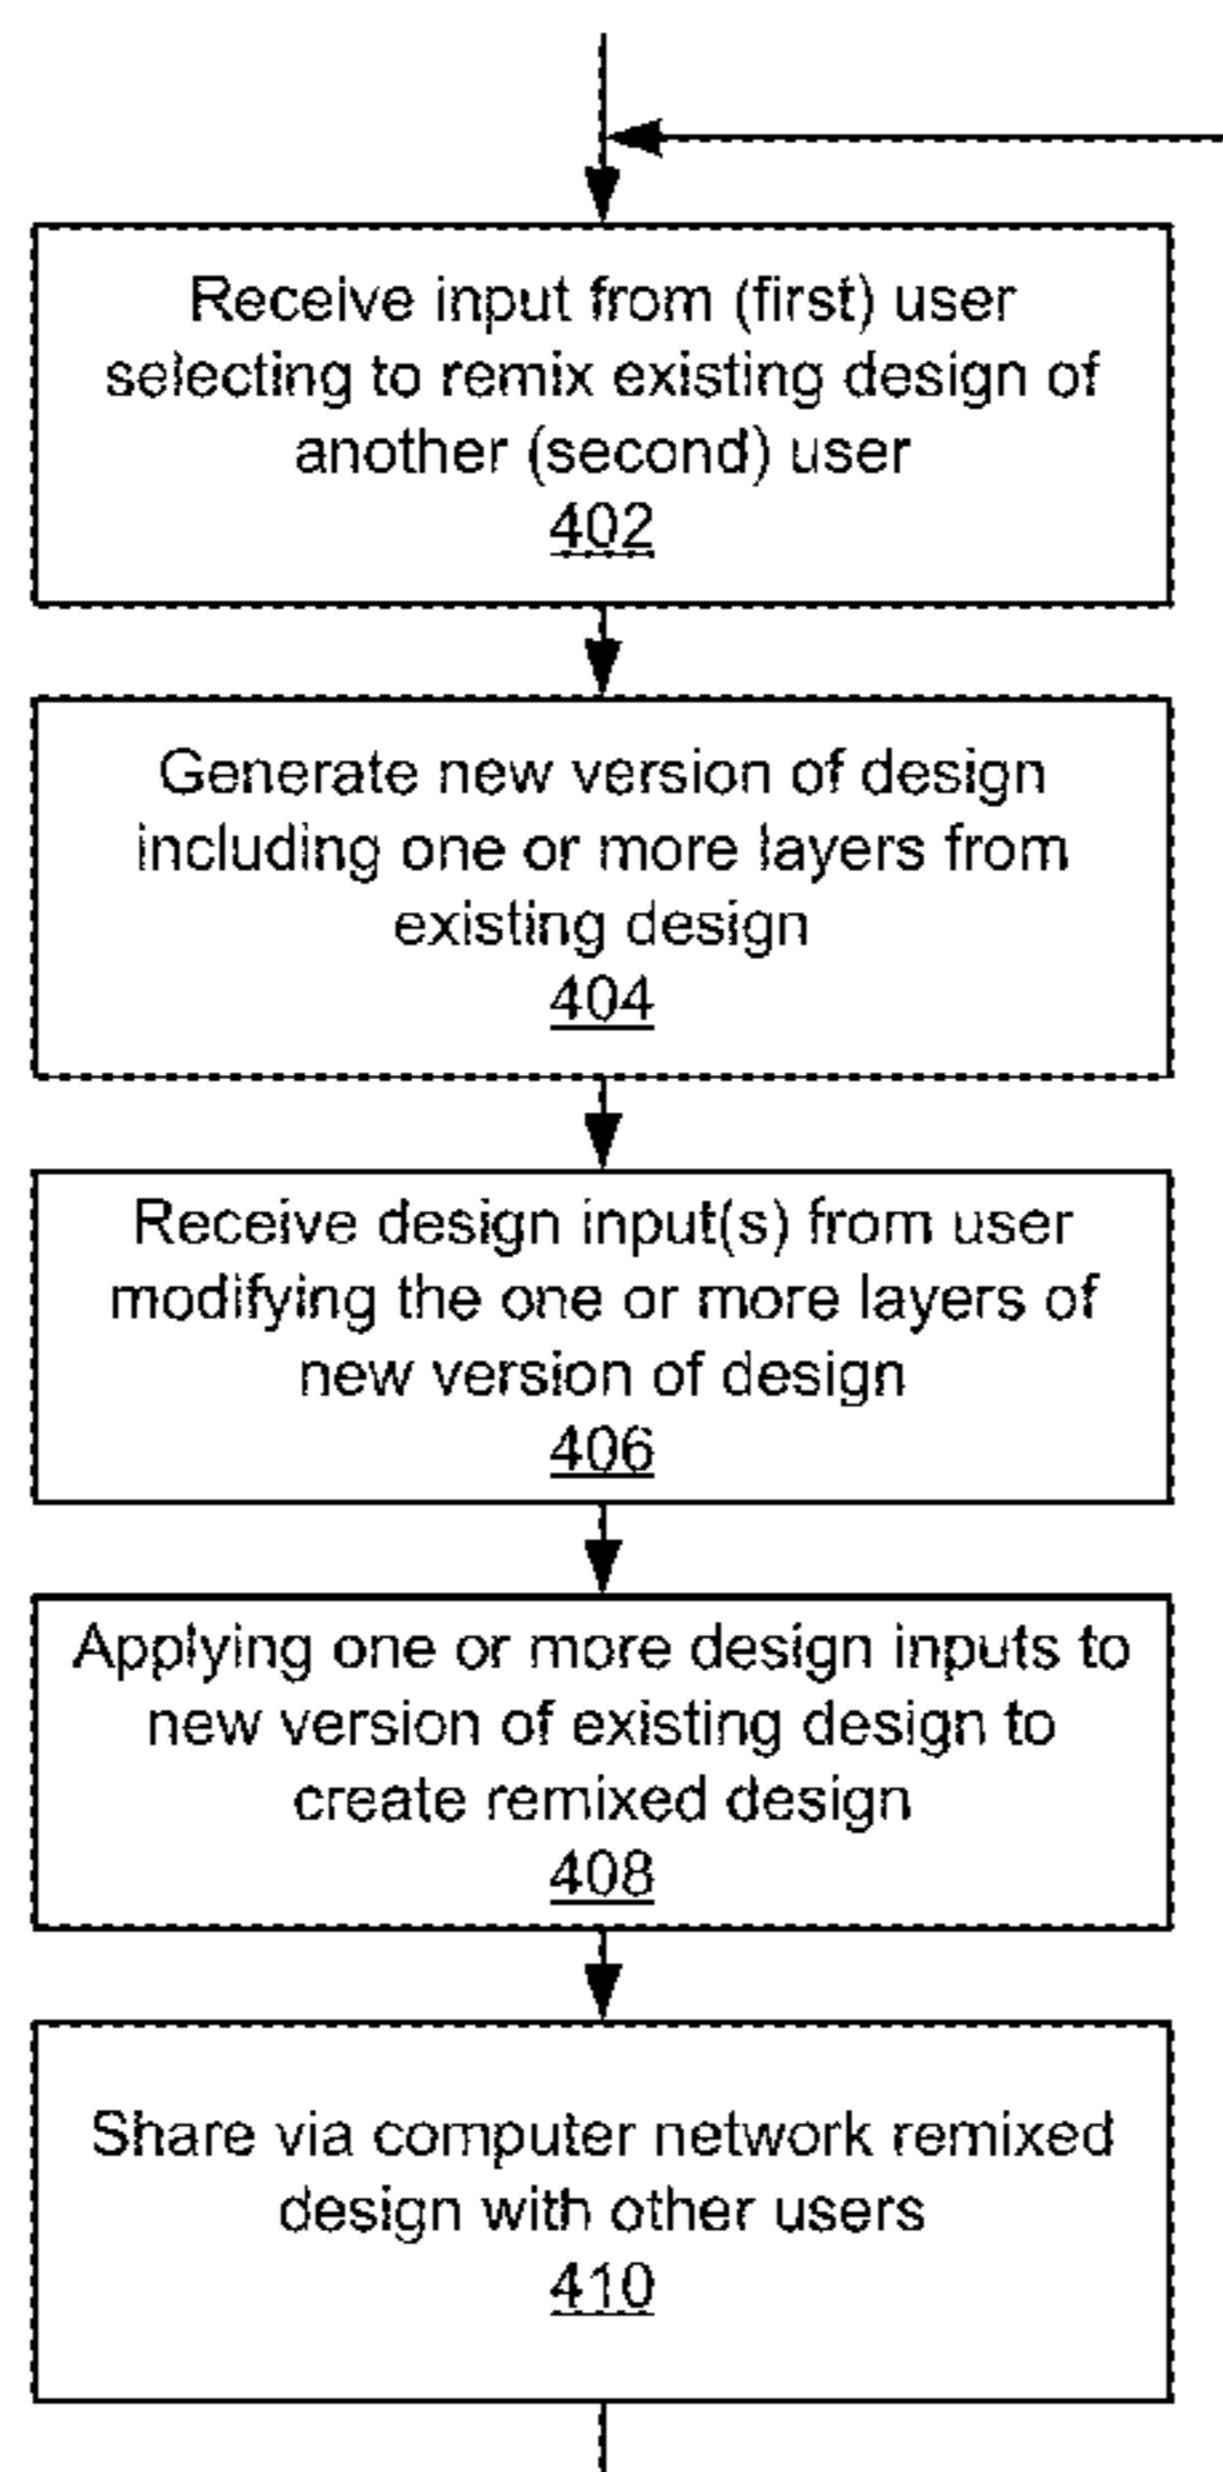 Receive input from (first) user
selecting to remix existing design of
another (second) user
402
Generate new version of design
including one or more layers from
existing design
404
Receive design input(s) from user
modifying the one or more layers of
new version of design
406
Applying one or more design inputs to
new version of existing design to
create remixed design
408
Share via computer network remixed
design with other users
410